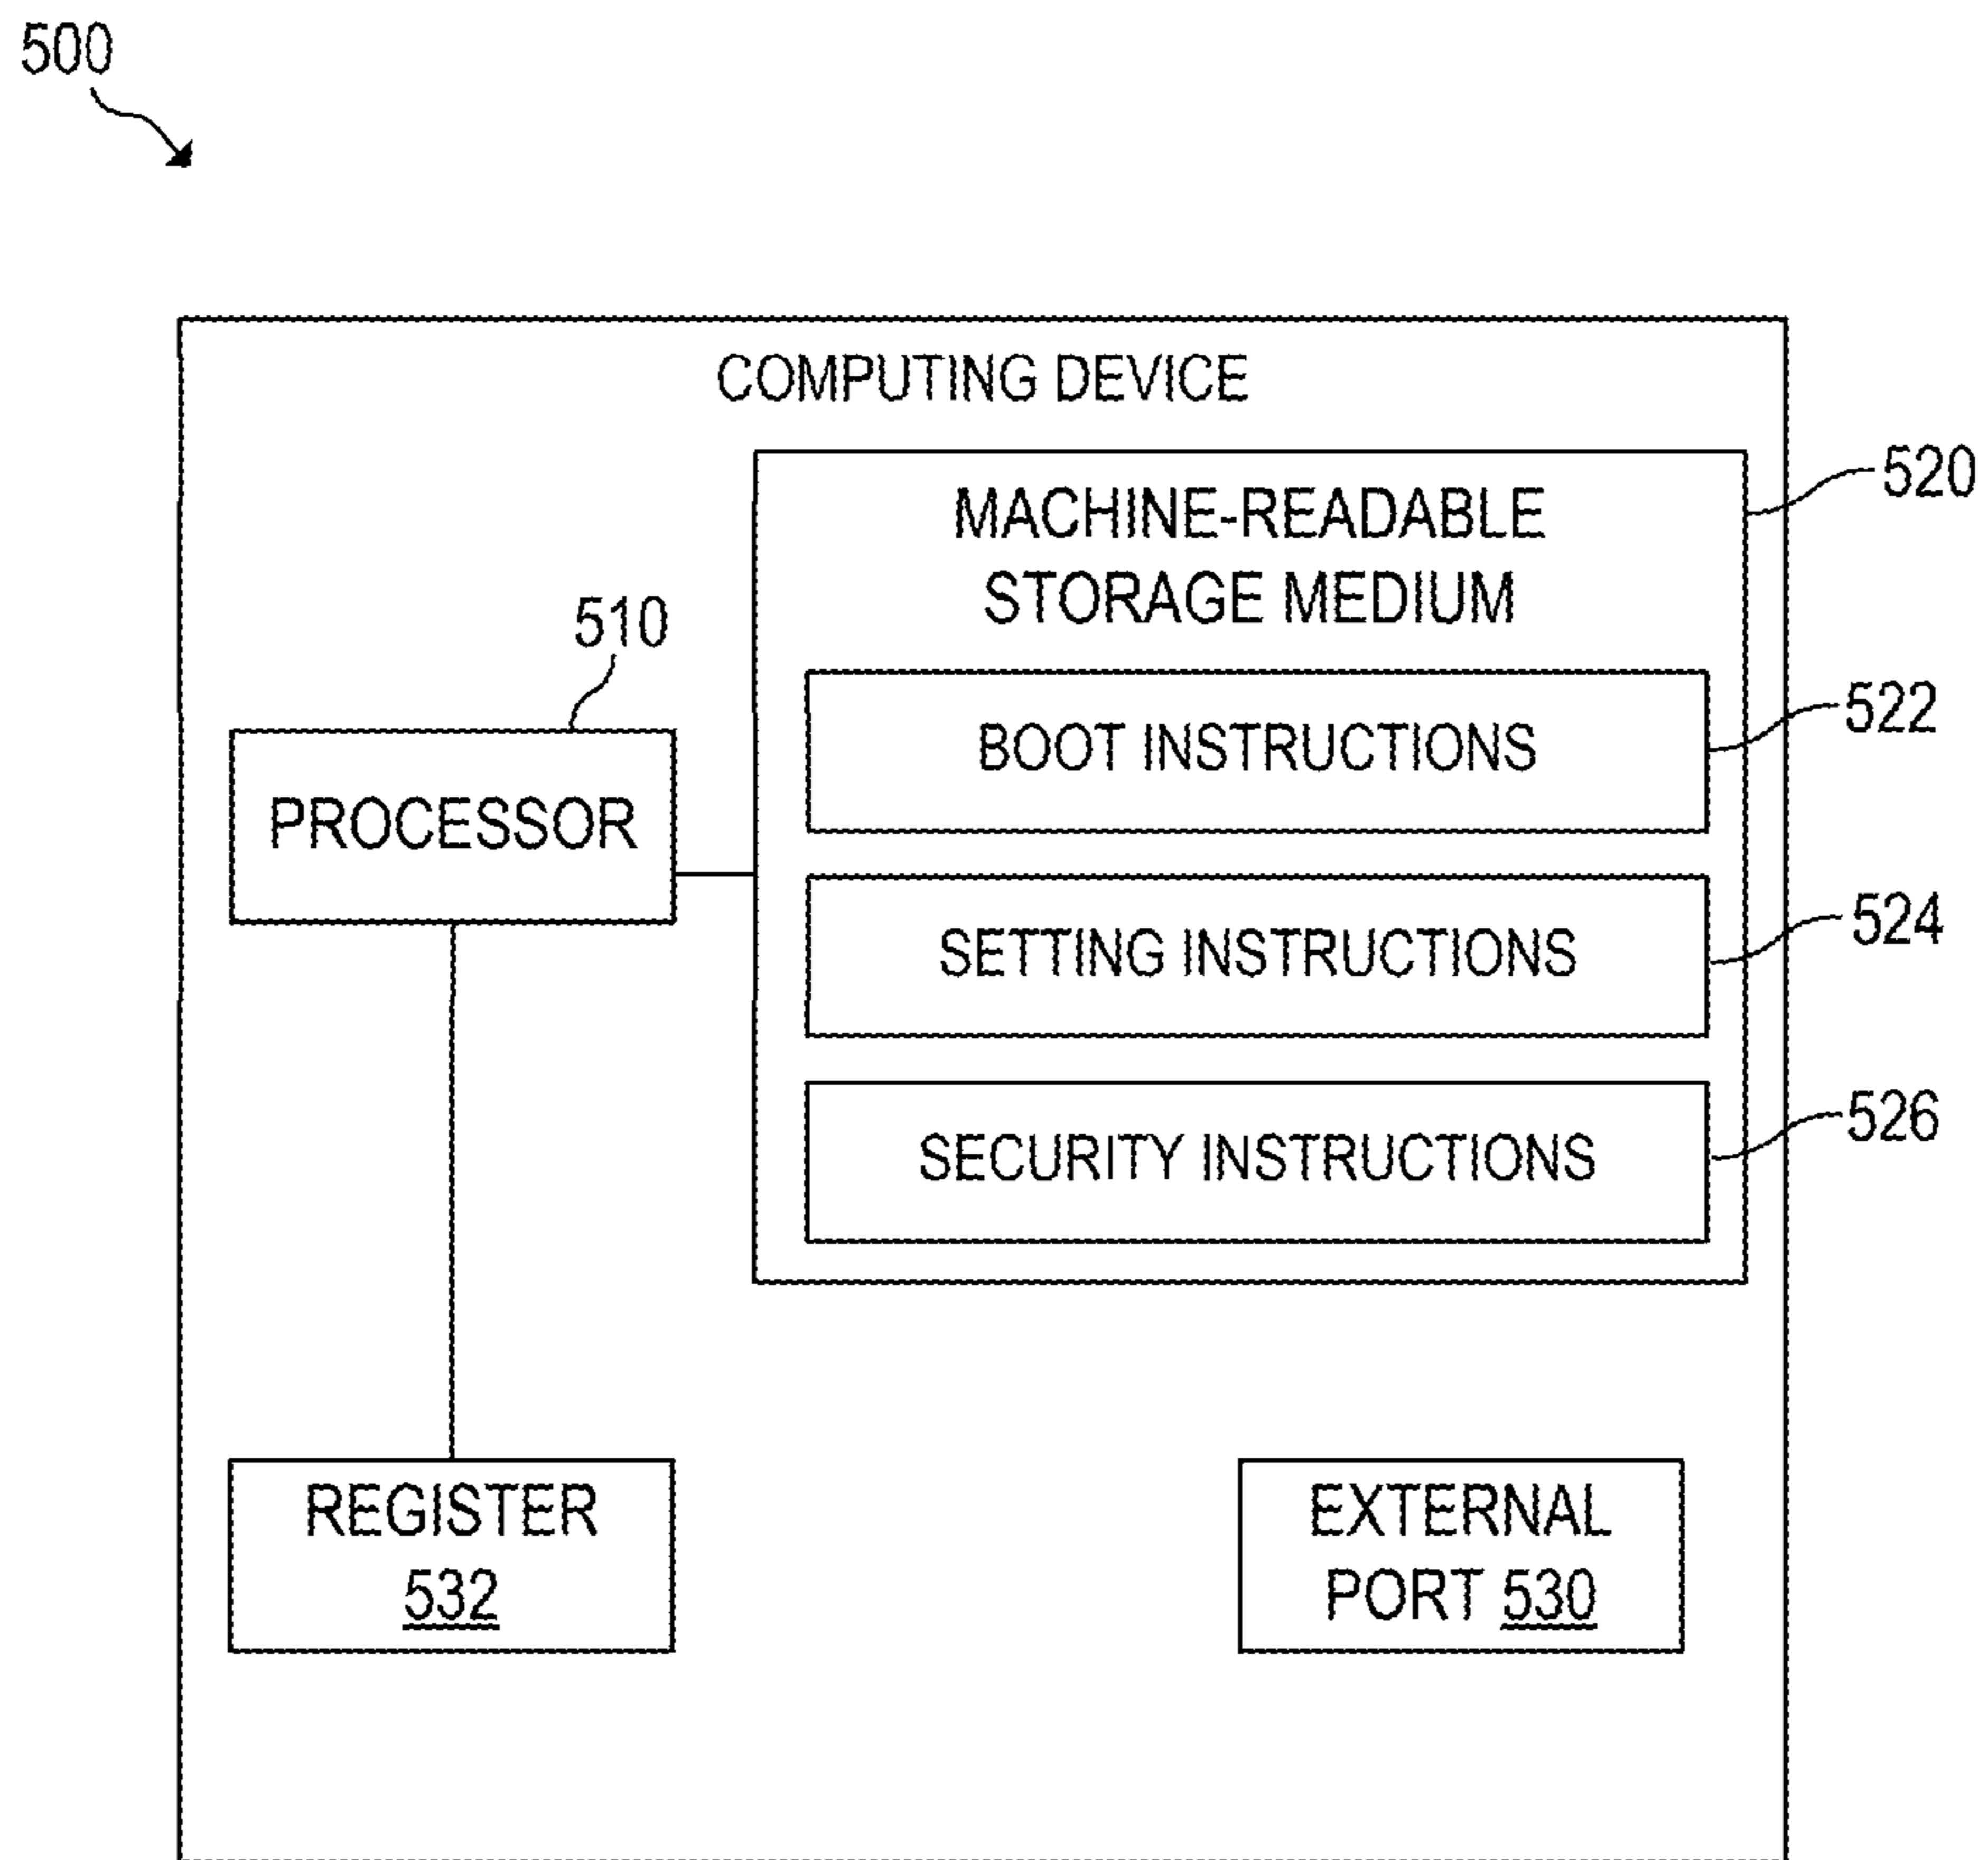 500
COMPUTING DEVICE
MACHINE-READABLE
STORAGE MEDIUM
520
510
BOOT INSTRUCTIONS
522
PROCESSOR
SETTING INSTRUCTIONS
524
SECURITY INSTRUCTIONS
526
REGISTER
532
EXTERNAL
PORT 530